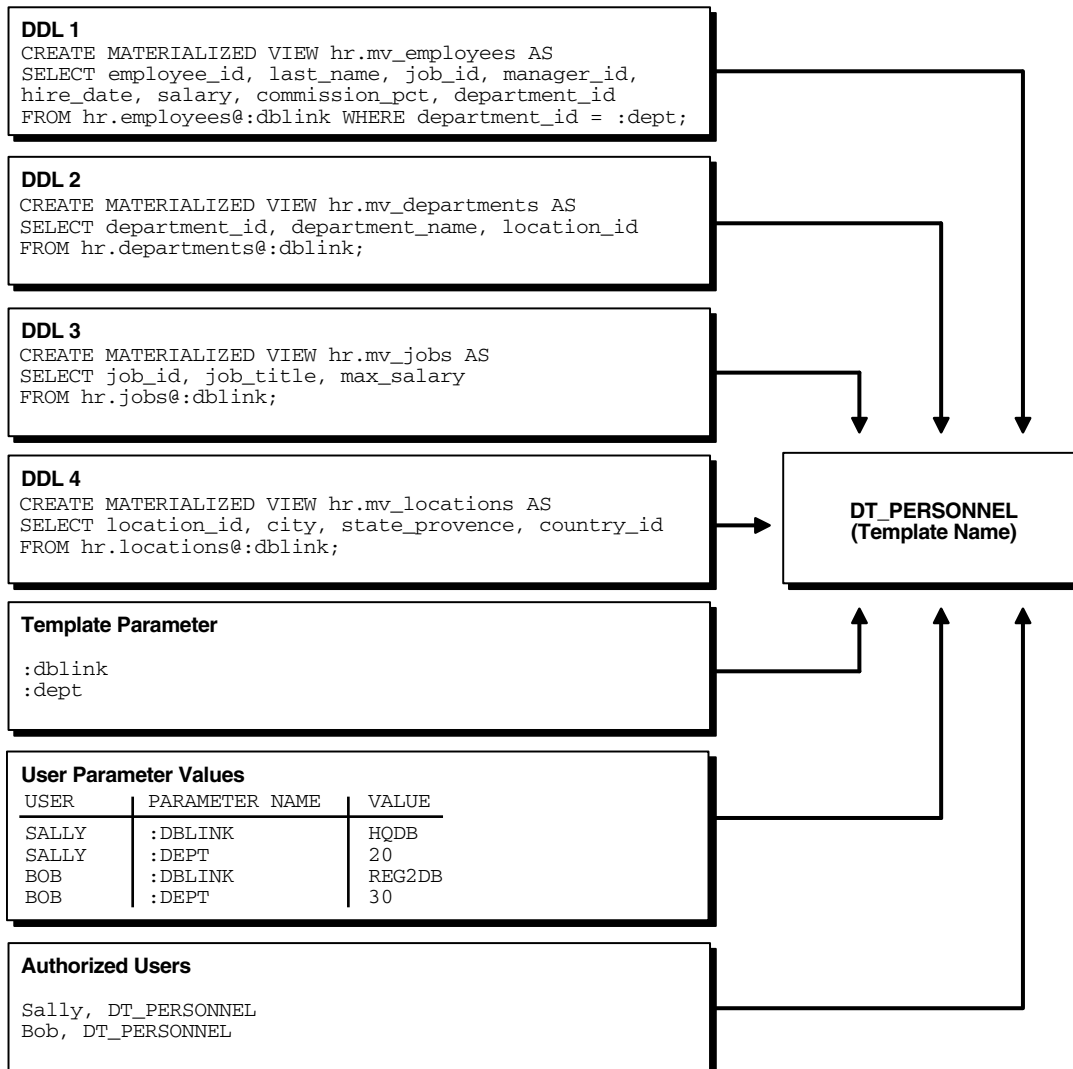 DDL 1
CREATE MATERIALIZED VIEW hr.mv_employees AS
SELECT employee_id, last_name, job_id, manager_id,
hire_date, salary, commission_pct, department_id
FROM hr.employees@:dblink WHERE department_id = :dept;
DDL 2
CREATE MATERIALIZED VIEW hr.mv_departments AS
SELECT department_id, department_name, location_id
FROM hr.departments@:dblink;
DDL 3
CREATE MATERIALIZED VIEW hr.mv_jobs AS
SELECT job_id, job_title, max_salary
FROM hr.jobs@:dblink;
DDL 4
CREATE MATERIALIZED VIEW hr.mv_locations AS
SELECT location_id, city, state_provence, country_id
FROM hr.locations@:dblink;
DT_PERSONNEL
(Template Name)
Template Parameter
:dblink
:dept
User Parameter Values
USER PARAMETER NAME VALUE
SALLY :DBLINK HQDB
SALLY :DEPT 20
BOB :DBLINK REG2DB
BOB :DEPT 30
Authorized Users
Sally, DT_PERSONNEL
Bob, DT_PERSONNEL